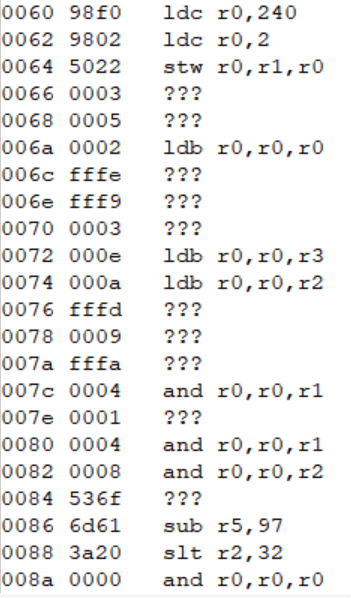 0060 98f0 ldc r0,240
0062 9802 ldc r0,2
0064 5022 stw r0,r1,r0
0066 0003 ???
0068 0005 ???
006a 0002 ldb r0,r0,r0
006c fffe ???
006e fff9 ???
0070 0003 ???
0072 000e ldb r0,r0,r3
0074 000a ldb r0,r0,r2
0076 fffd ???
0078 0009 ???
007a fffa ???
007c 0004 and r0,r0,r1
007e 0001 ???
0080 0004 and r0,r0,r1
0082 0008 and r0,r0,r2
0084 536f ???
0086 6d61 sub r5,97
0088 3a20 slt r2,32
008a 0000 and r0,r0,r0